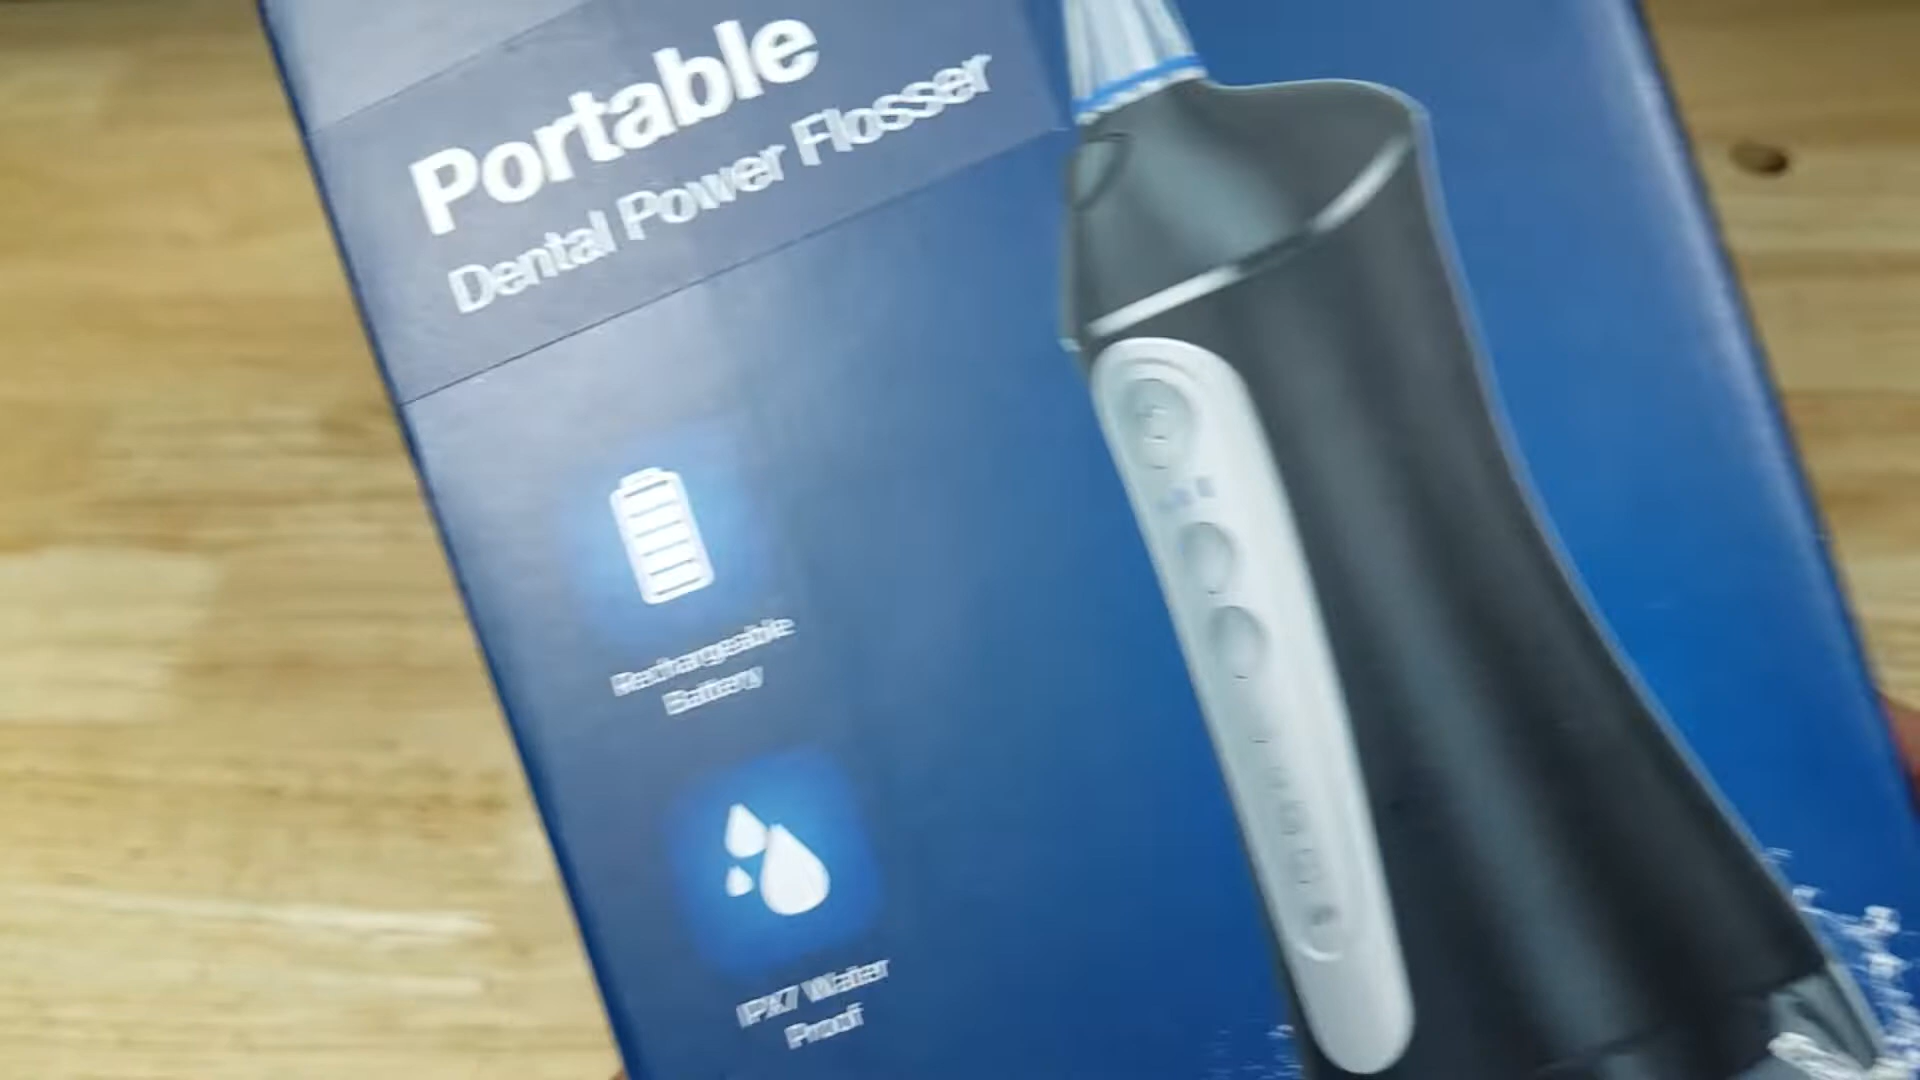 Portable
Dental Power Flosser
Rechargeable
Battery
IPX7 Water
Proof